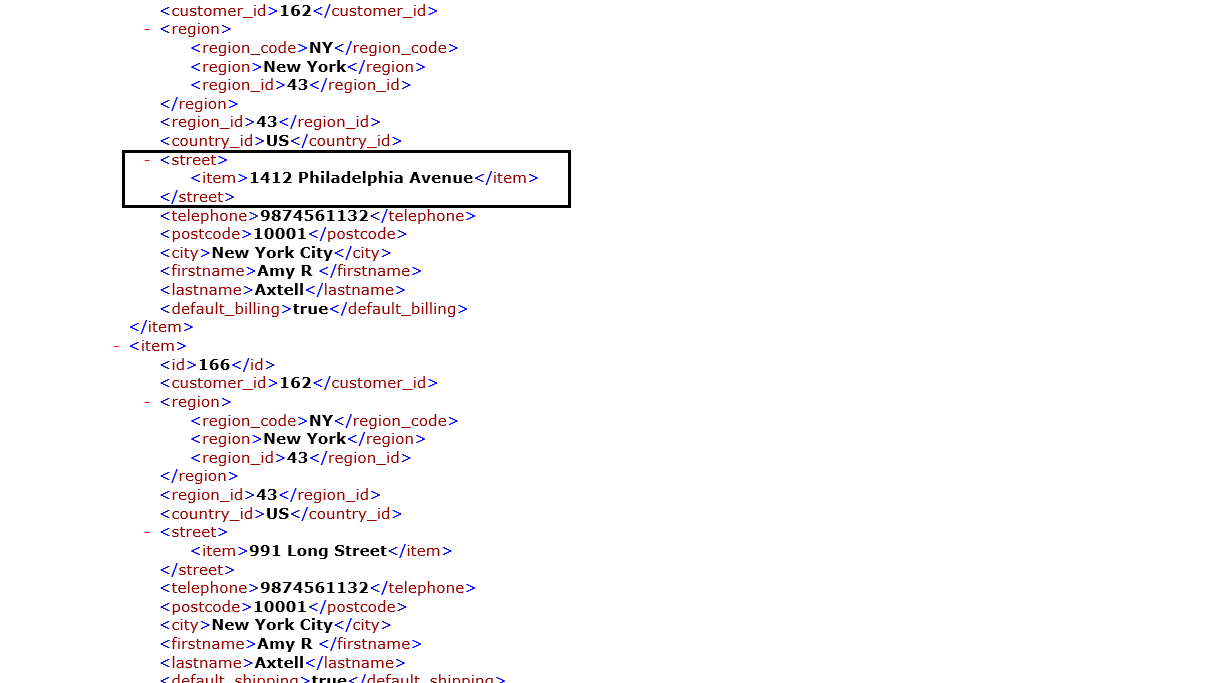 <customer_id>162</customer_id>
- <region>
<region_code>NY</region_code>
<region>New York</region>
<region_id>43</region_id>
</region>
<region_id>43</region_id>
<country_id>US</country_id>
- <street>
<item>1412 Philadelphia Avenue</item>
</street>
<telephone>9874561132</telephone>
<postcode>10001</postcode>
<city>New York City</city>
<firstname>Amy R </firstname>
<lastname>Axtell</lastname>
<default_billing>true</default_billing>
</item>
- <item>
<id>166</id>
<customer_id>162</customer_id>
- <region>
<region_code>NY</region_code>
<region>New York</region>
<region_id>43</region_id>
</region>
<region_id>43</region_id>
<country_id>US</country_id>
- <street>
<item>991 Long Street</item>
</street>
<telephone>9874561132</telephone>
<postcode>10001</postcode>
<city>New York City</city>
<firstname>Amy R </firstname>
<lastname>Axtell</lastname>
<default_shipping>true</default_shipping>